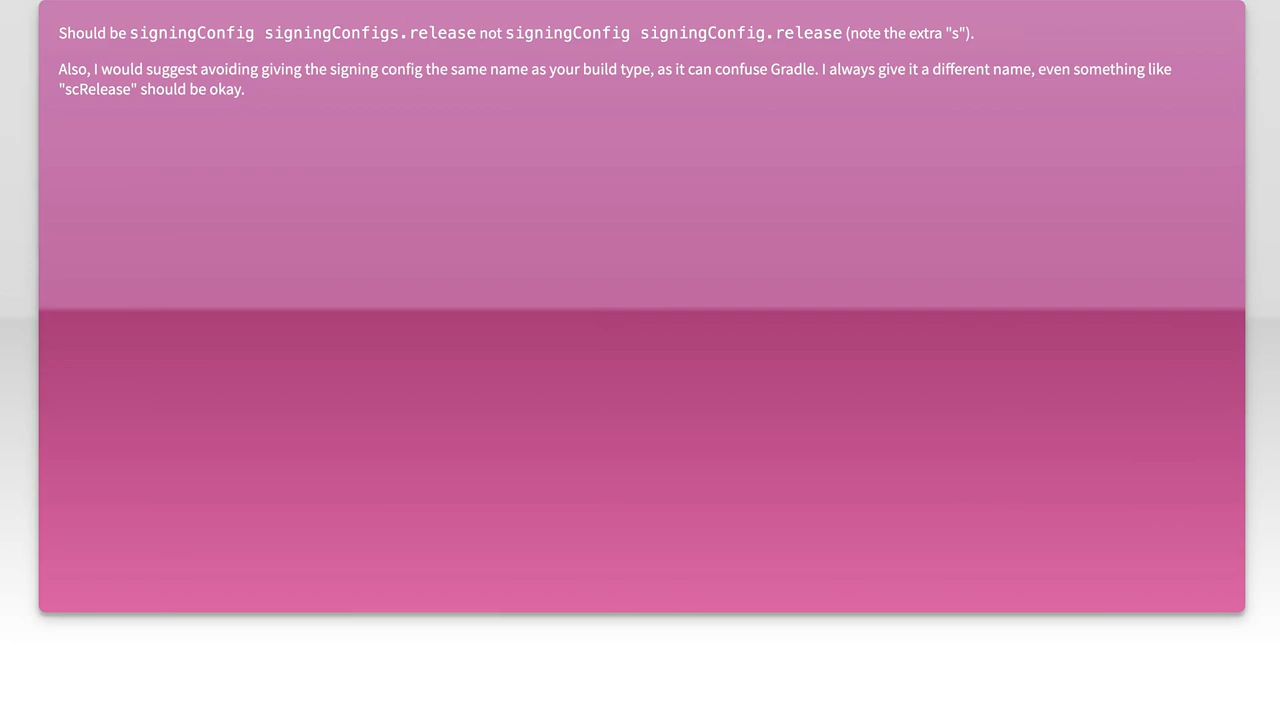 Should be signingConfig signingConfigs.release not signingConfig signingConfig.release (note the extra "s").
Also, I would suggest avoiding giving the signing config the same name as your build type, as it can confuse Gradle. I always give it a different name, even something like
"scRelease" should be okay.